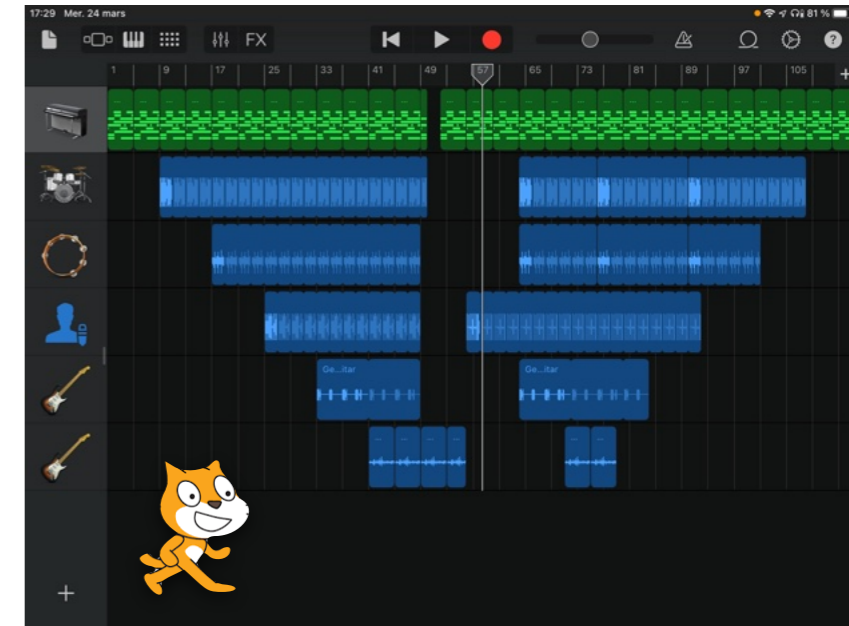 17:29 Mer. 24 mars
81 %
FX
?
1 9 17 25 33 41 49 57 65 73 81 89 97 105 +
Ge...itar Ge...itar
+